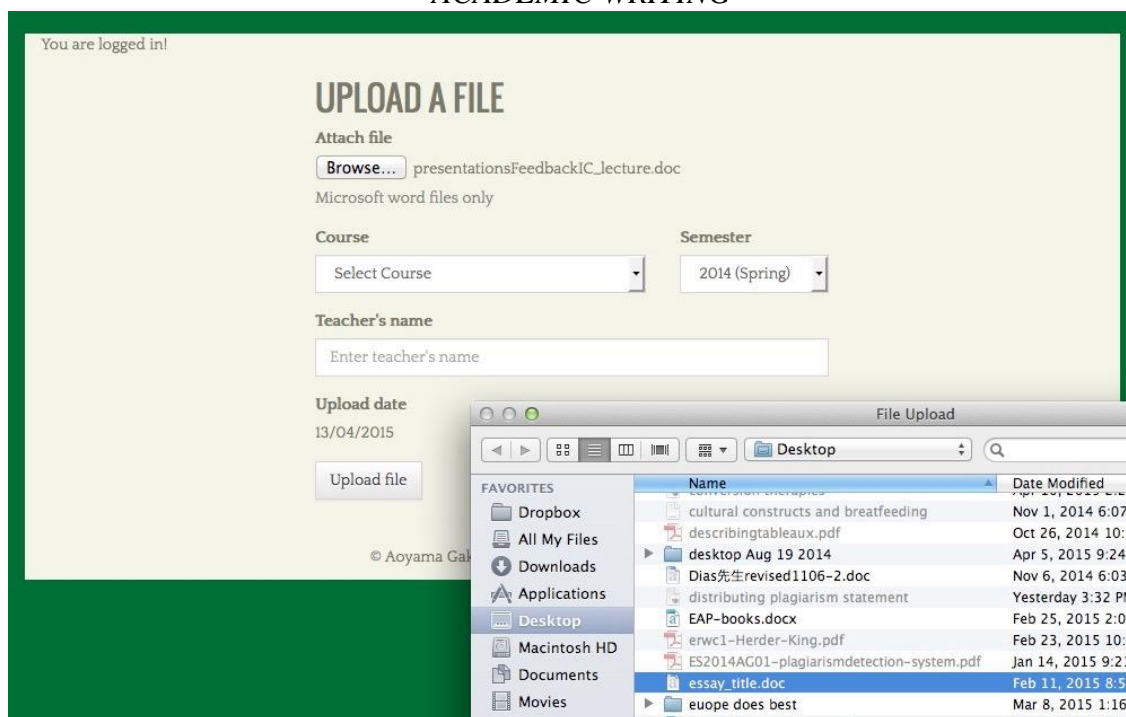 ACADEMIC WRITING
You are logged in!
UPLOAD A FILE
Attach file
Browse... presentationsFeedbackIC_lecture.doc
Microsoft word files only
Course Semester
Select Course 2014 (Spring)
Teacher's name
Enter teacher's name
Upload date
13/04/2015
Upload file
© Aoyama Gak
File Upload
Desktop
Name Date Modified
FAVORITES
Dropbox
All My Files
Downloads
Applications
Desktop
Macintosh HD
Documents
Movies
cultural constructs and breastfeeding Nov 1, 2014 6:07
describingtableaux.pdf Oct 26, 2014 10:
desktop Aug 19 2014 Apr 5, 2015 9:24
Dias先生revised1106-2.doc Nov 6, 2014 6:03
distributing plagiarism statement Yesterday 3:32 PM
EAP-books.docx Feb 25, 2015 2:0
erwc1-Herder-King.pdf Feb 23, 2015 10:
ES2014AG01-plagiarismdetection-system.pdf Jan 14, 2015 9:21
essay_title.doc Feb 11, 2015 8:5
euope does best Mar 8, 2015 1:16